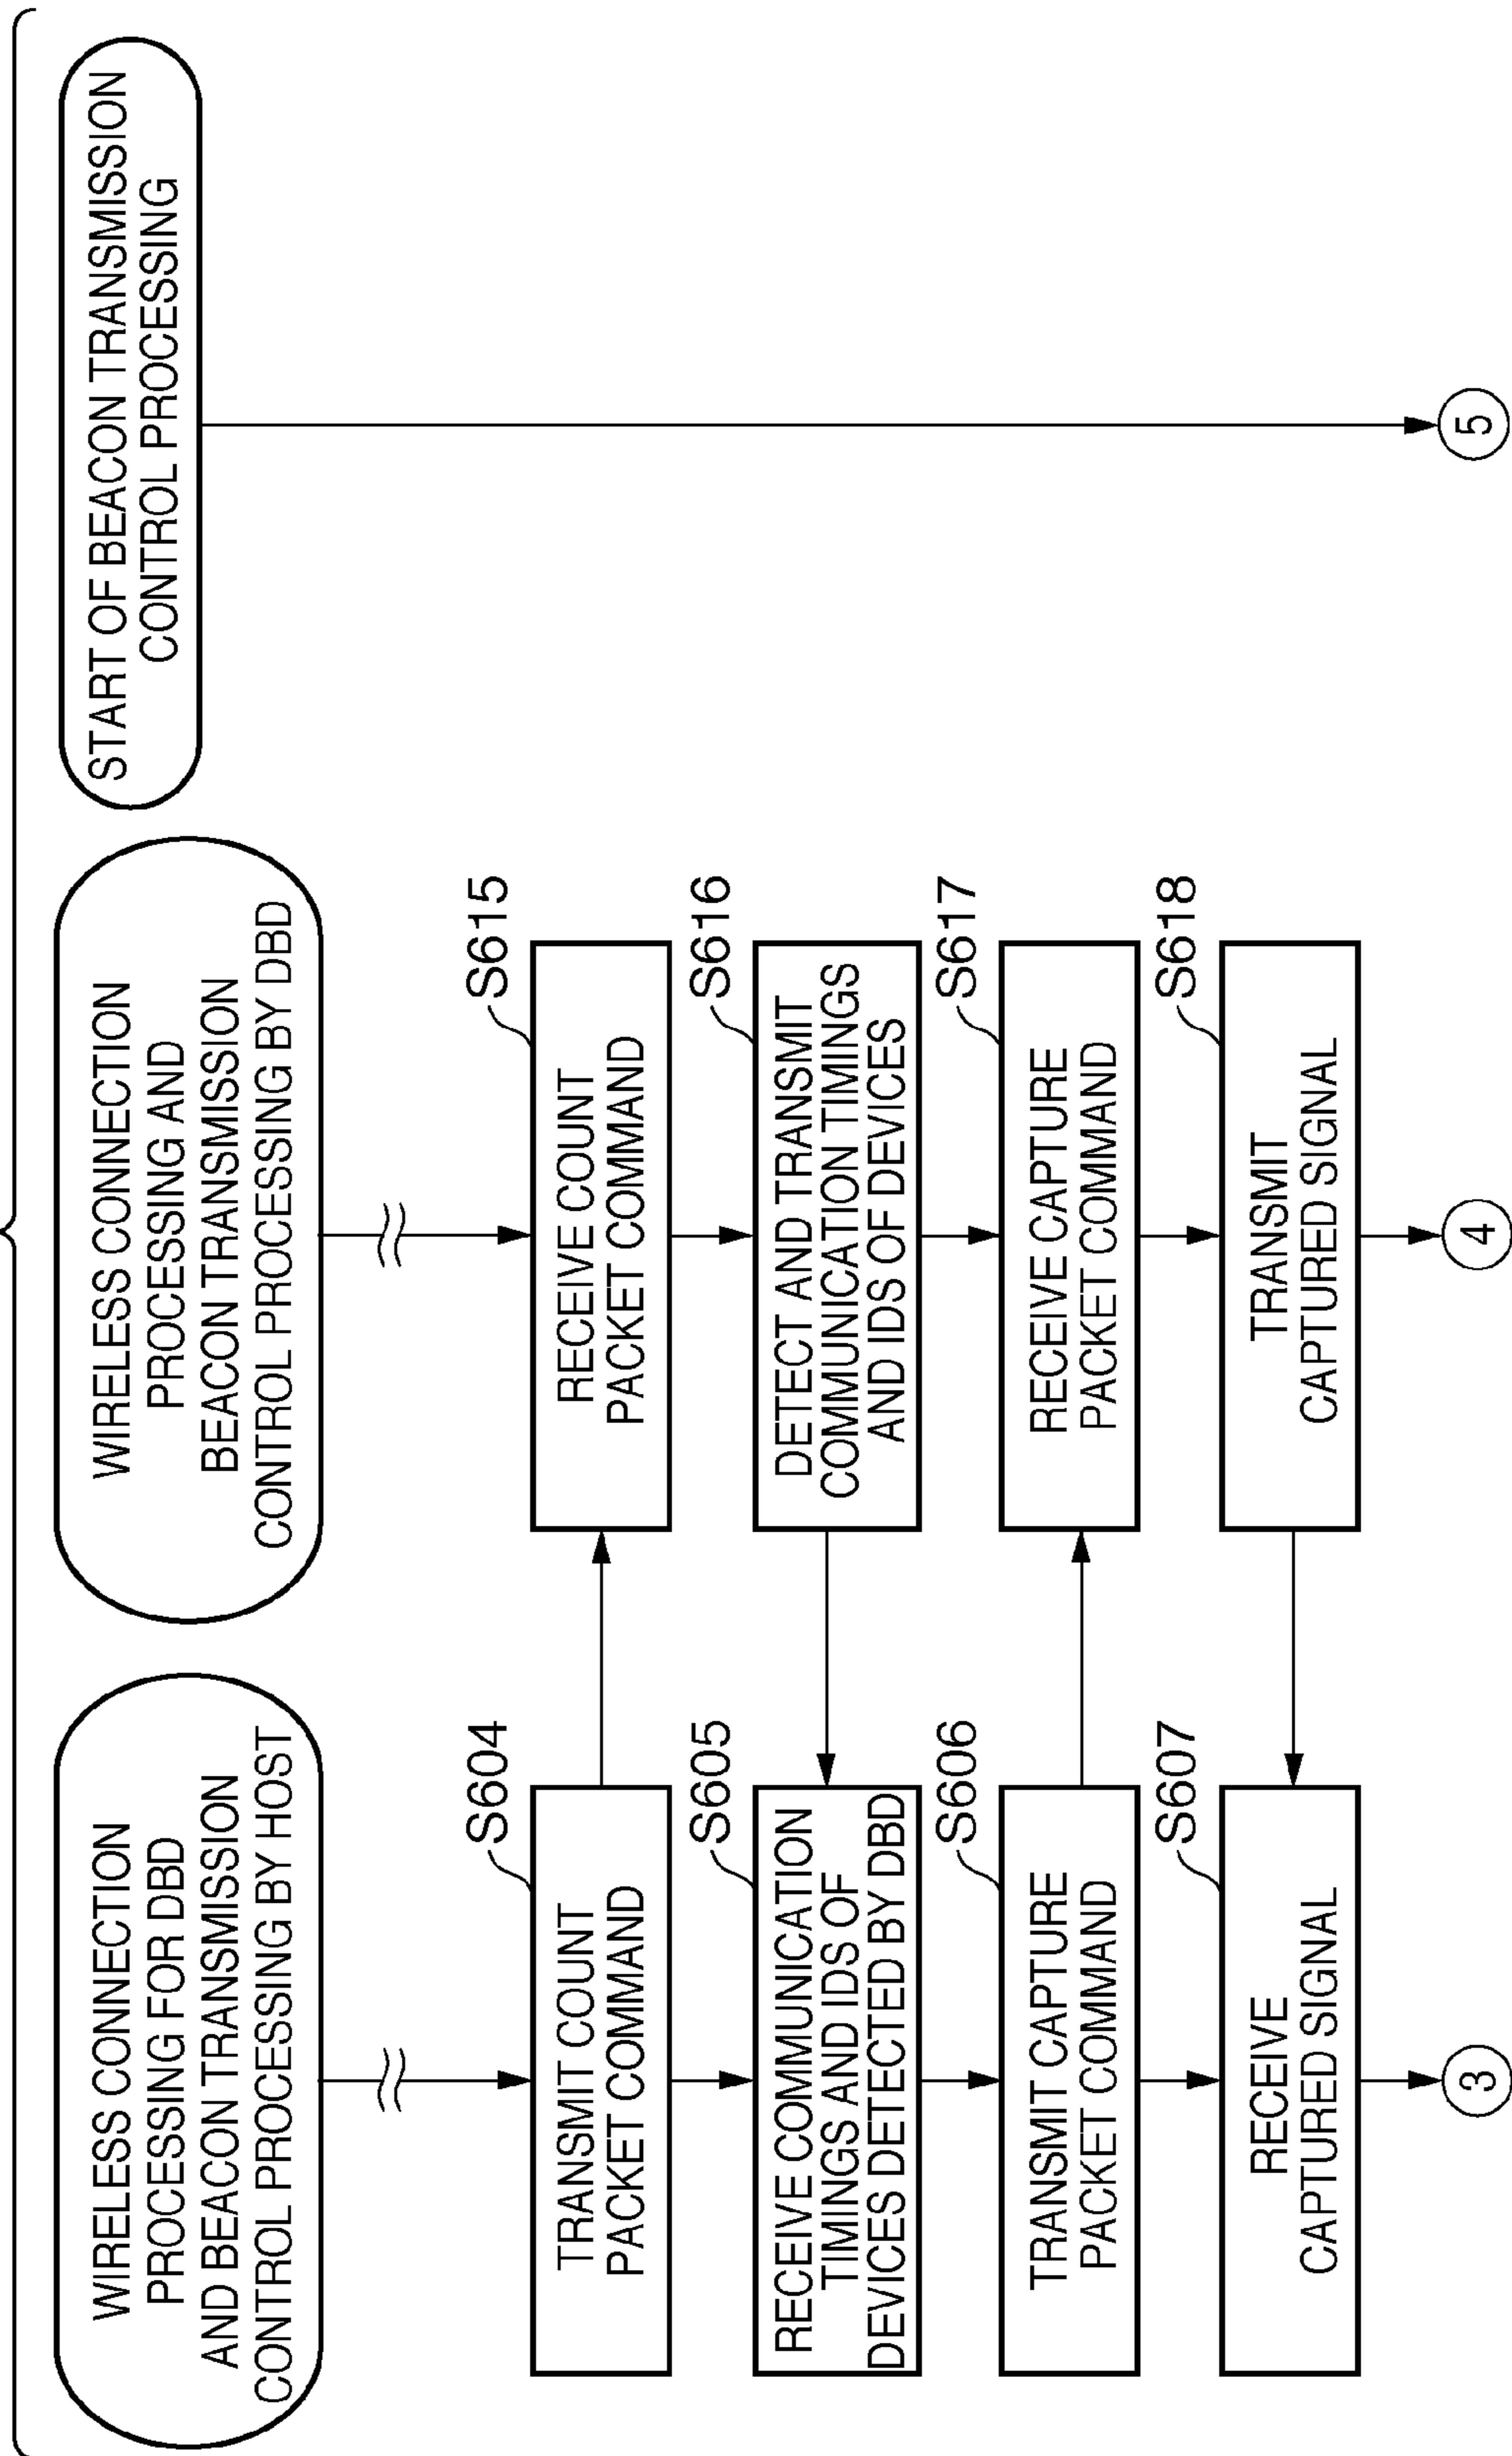 WIRELESS CONNECTION
PROCESSING FOR DBD
AND BEACON TRANSMISSION
CONTROL PROCESSING BY HOST
WIRELESS CONNECTION
PROCESSING AND
BEACON TRANSMISSION
CONTROL PROCESSING BY DBD
START OF BEACON TRANSMISSION
CONTROL PROCESSING
S604
TRANSMIT COUNT
PACKET COMMAND
S615
RECEIVE COUNT
PACKET COMMAND
S605
RECEIVE COMMUNICATION
TIMINGS AND IDS OF
DEVICES DETECTED BY DBD
S616
DETECT AND TRANSMIT
COMMUNICATION TIMINGS
AND IDS OF DEVICES
S606
TRANSMIT CAPTURE
PACKET COMMAND
S617
RECEIVE CAPTURE
PACKET COMMAND
S607
RECEIVE
CAPTURED SIGNAL
S618
TRANSMIT
CAPTURED SIGNAL
3
4
5